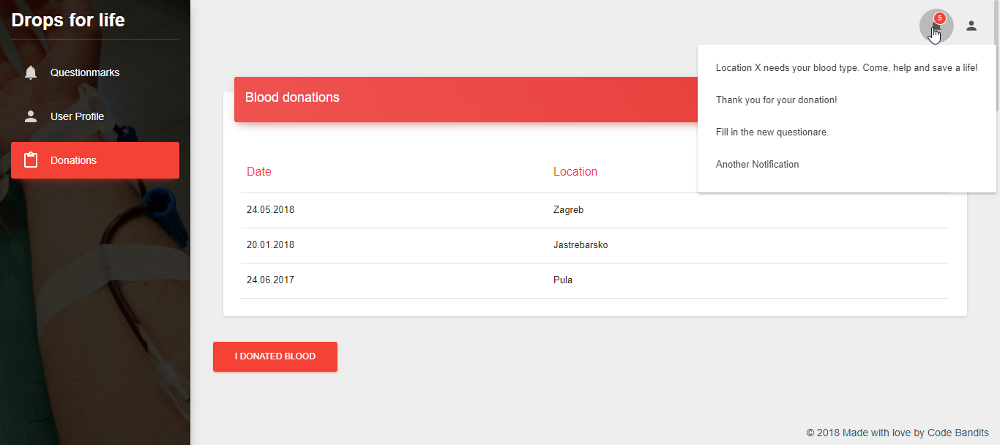 Drops for life
Questionmarks
User Profile
Donations
5
Location X needs your blood type. Come, help and save a life!
Thank you for your donation!
Fill in the new questionare.
Another Notification
Blood donations
Date Location
24.05.2018 Zagreb
20.01.2018 Jastrebarsko
24.06.2017 Pula
I DONATED BLOOD
© 2018 Made with love by Code Bandits